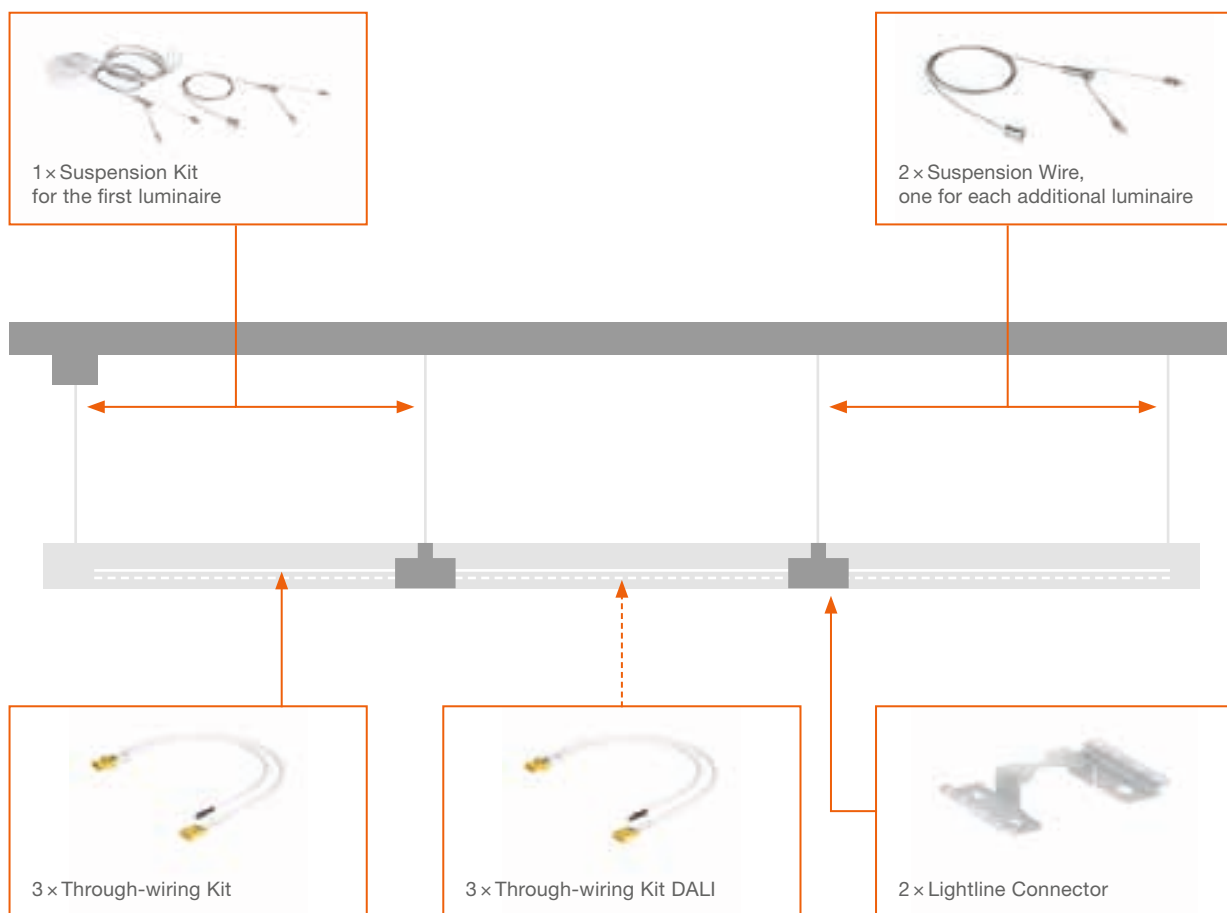 1 × Suspension Kit
for the first luminaire
2 × Suspension Wire,
one for each additional luminaire
3 × Through-wiring Kit
3 × Through-wiring Kit DALI
2 × Lightline Connector